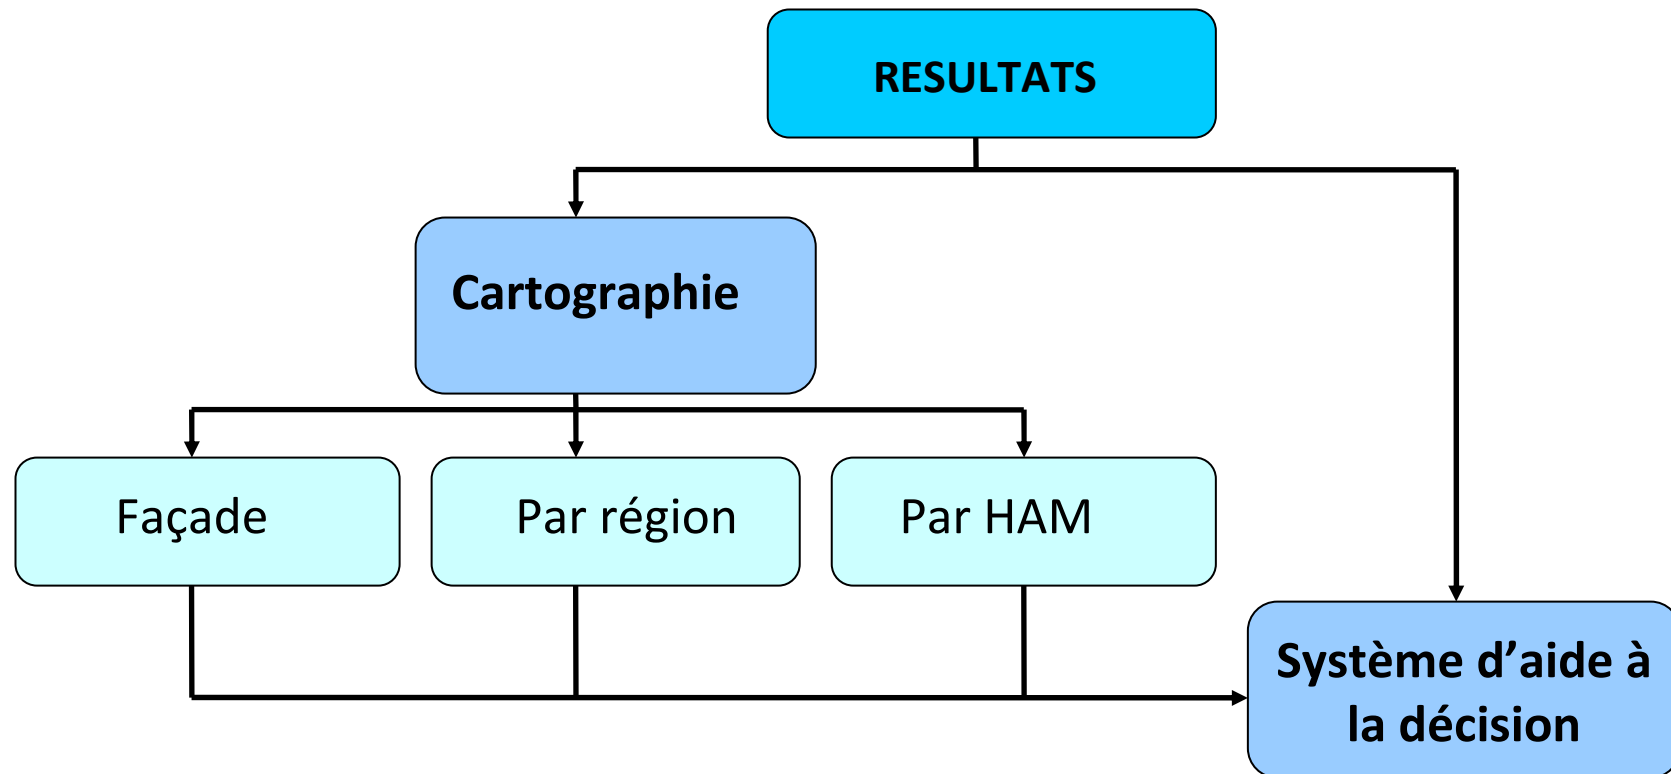 RESULTATS
Cartographie
Façade
Par région
Par HAM
Système d’aide à
la décision